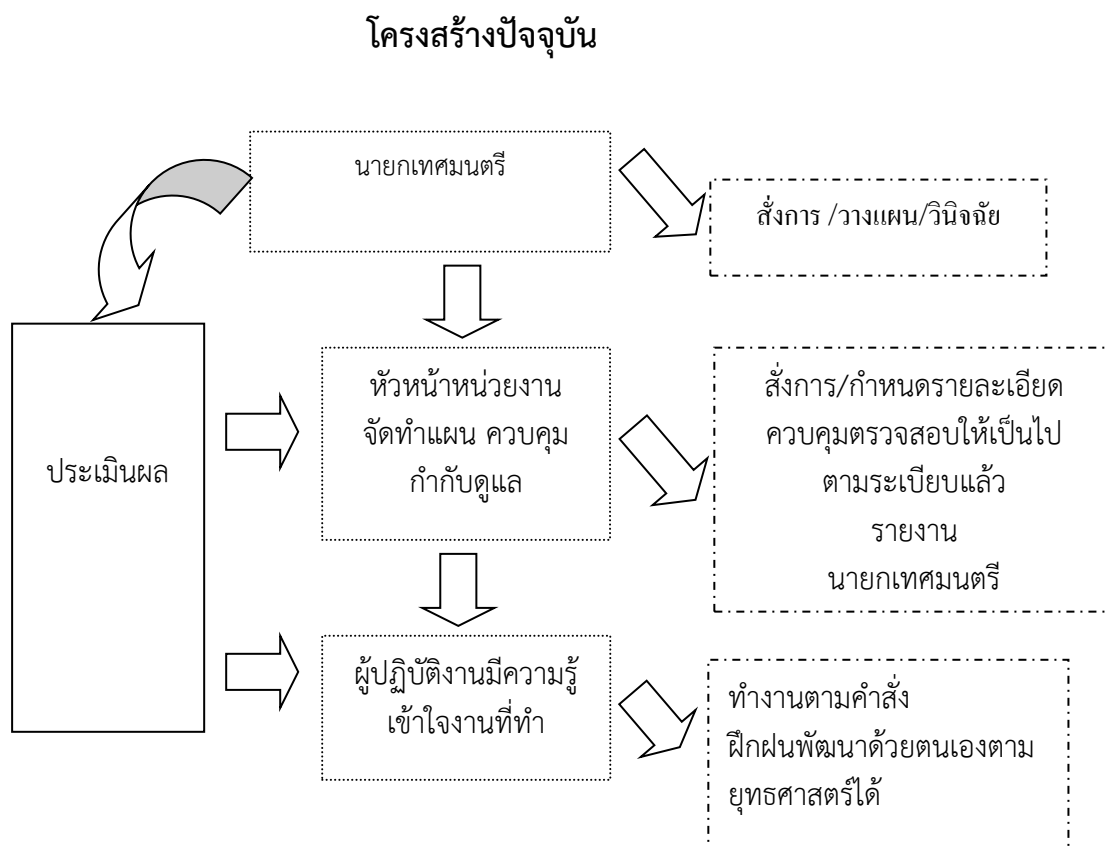 โครงสร้างปัจจุบัน
นายกเทศมนตรี
สั่งการ /วางแผน/วินิจฉัย
หัวหน้าหน่วยงาน
จัดทำแผน ควบคุม
กำกับดูแล
สั่งการ/กำหนดรายละเอียด
ควบคุมตรวจสอบให้เป็นไป
ตามระเบียบแล้ว
รายงาน
นายกเทศมนตรี
ประเมินผล
ผู้ปฏิบัติงานมีความรู้
เข้าใจงานที่ทำ
ทำงานตามคำสั่ง
ฝึกฝนพัฒนาด้วยตนเองตาม
ยุทธศาสตร์ได้